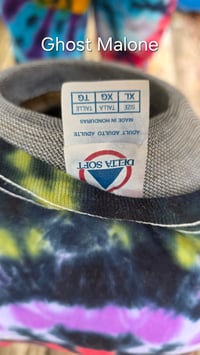 Ghost Malone
DELTA SOFT
ADULT ADULTO ADULTE
MADE IN HONDURAS
SIZE TALLA TAILLE
XL XG TG